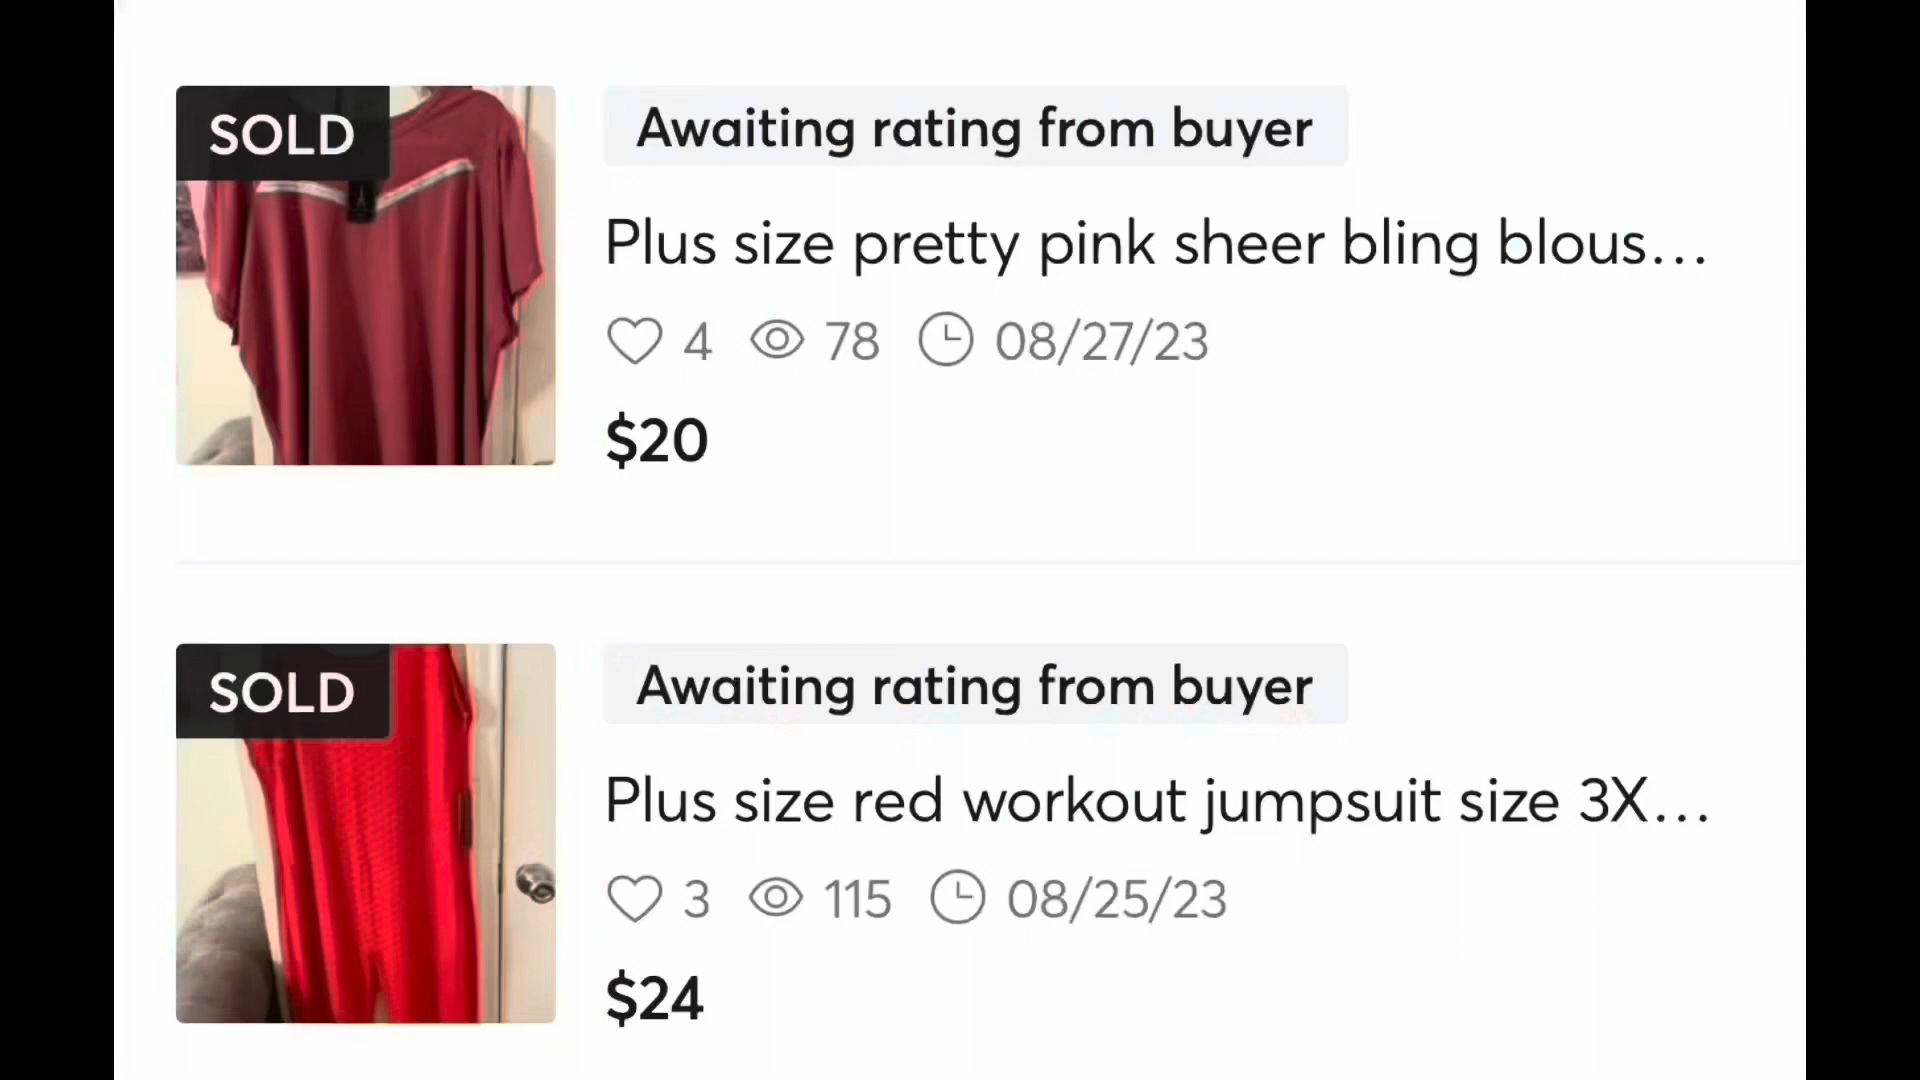 SOLD
Awaiting rating from buyer
Plus size pretty pink sheer bling blous...
4 78 08/27/23
$20
SOLD
Awaiting rating from buyer
Plus size red workout jumpsuit size 3X...
3 115 08/25/23
$24